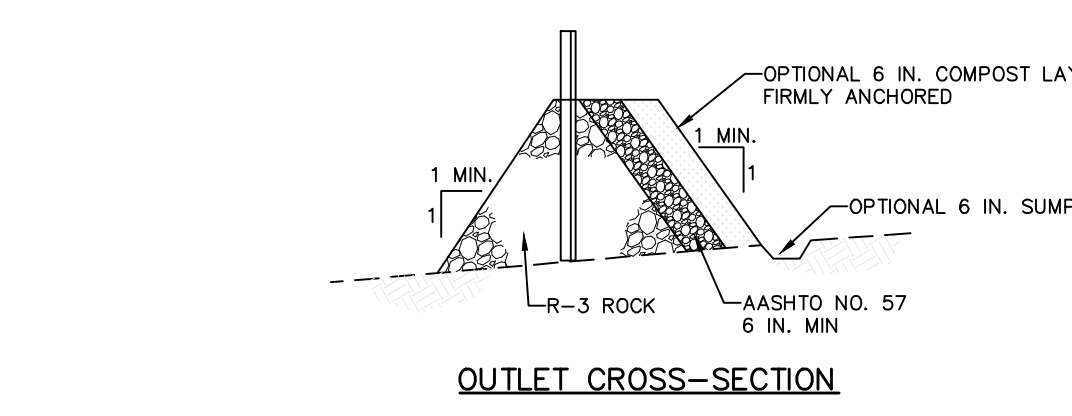 OPTIONAL 6 IN. COMPOST
FIRMLY ANCHORED
1 MIN.
1
1 MIN.
1
OPTIONAL 6 IN. SUMP
R-3 ROCK
AASHTO NO. 57
6 IN. MIN
OUTLET CROSS-SECTION